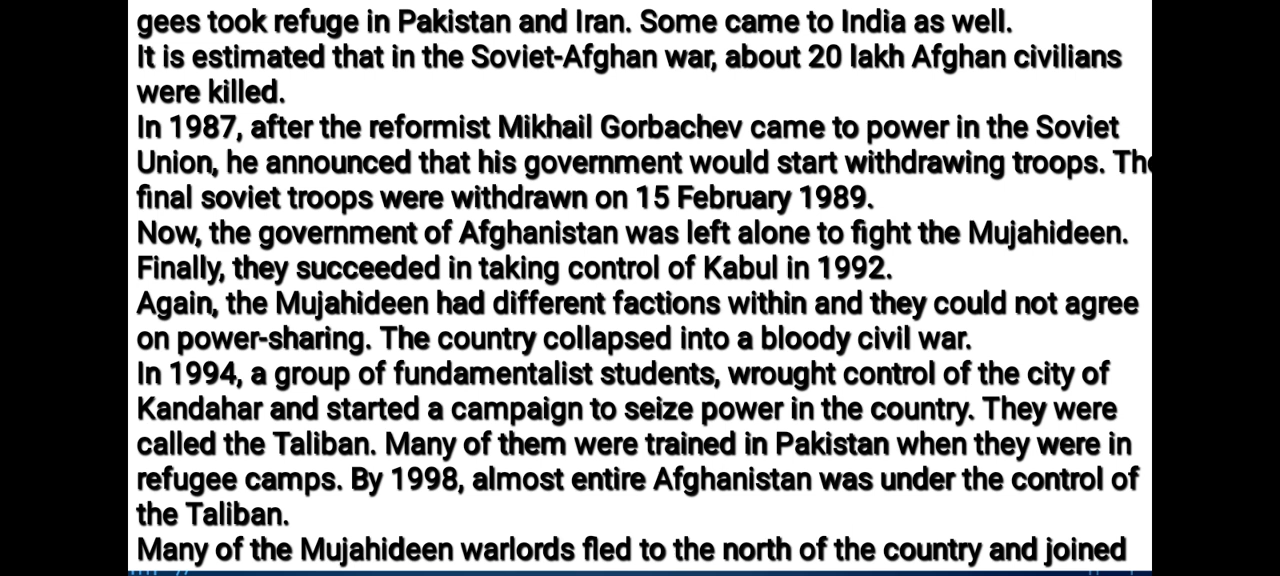 gees took refuge in Pakistan and Iran. Some came to India as well.
It is estimated that in the Soviet-Afghan war, about 20 lakh Afghan civilians
were killed.
In 1987, after the reformist Mikhail Gorbachev came to power in the Soviet
Union, he announced that his government would start withdrawing troops. The
final soviet troops were withdrawn on 15 February 1989.
Now, the government of Afghanistan was left alone to fight the Mujahideen.
Finally, they succeeded in taking control of Kabul in 1992.
Again, the Mujahideen had different factions within and they could not agree
on power-sharing. The country collapsed into a bloody civil war.
In 1994, a group of fundamentalist students, wrought control of the city of
Kandahar and started a campaign to seize power in the country. They were
called the Taliban. Many of them were trained in Pakistan when they were in
refugee camps. By 1998, almost entire Afghanistan was under the control of
the Taliban.
Many of the Mujahideen warlords fled to the north of the country and joined